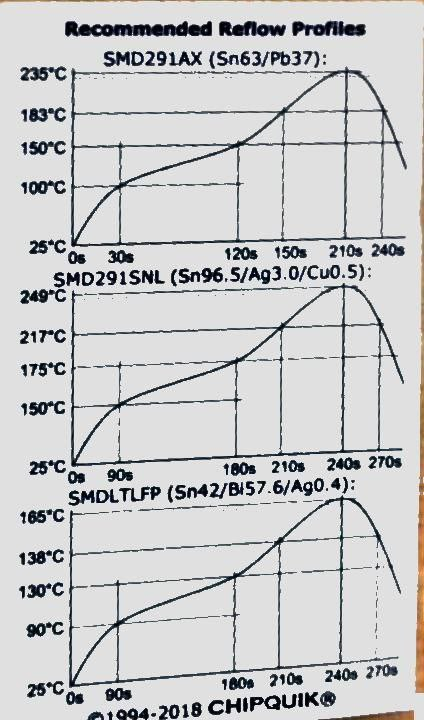 Recommended Reflow Profiles
SMD291AX (Sn63/Pb37):
235°C
183°C
150°C
100°C
25°C
0s 30s 120s 150s 210s 240s
SMD291SNL (Sn96.5/Ag3.0/Cu0.5):
249°C
217°C
175°C
150°C
25°C
0s 90s 180s 210s 240s 270s
SMDLTLFP (Sn42/Bi57.6/Ag0.4):
165°C
138°C
130°C
90°C
25°C
0s 90s 180s 210s 240s 270s
©1994-2018 CHIPQUIK®